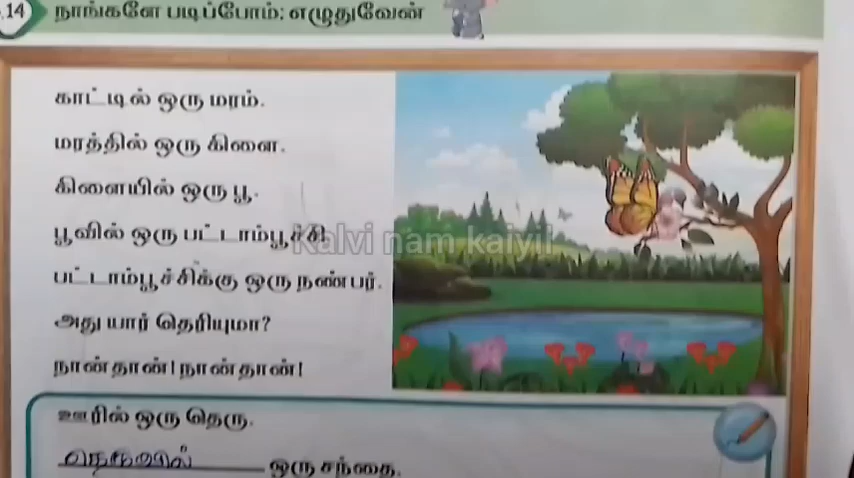 .14 நாங்களே படிப்போம்; எழுதுவேன்
காட்டில் ஒரு மரம்.
மரத்தில் ஒரு கிளை.
கிளையில் ஒரு பூ.
பூவில் ஒரு பட்டாம்பூச்சி.
Kalvi nam kaiyil
பட்டாம்பூச்சிக்கு ஒரு நண்பர்.
அது யார் தெரியுமா?
நான்தான்! நான்தான்!
ஊரில் ஒரு தெரு.
தெருவில் ஒரு சந்தை.